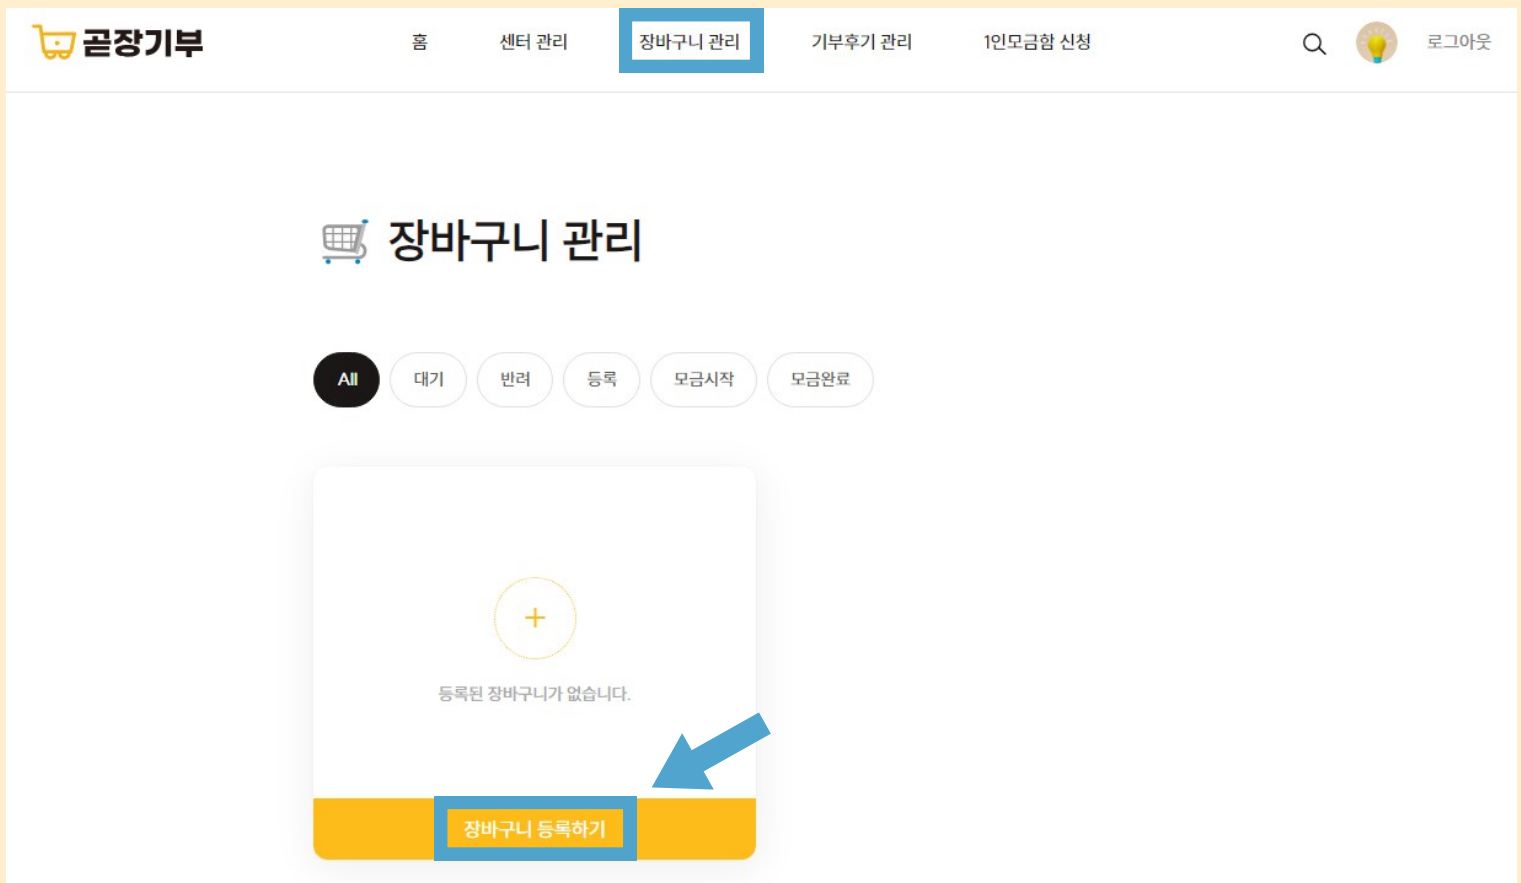 곧장기부 홈 센터 관리 장바구니 관리 기부후기 관리 1인모금함 신청 로그아웃
장바구니 관리
All 대기 반려 등록 모금시작 모금완료
등록된 장바구니가 없습니다.
장바구니 등록하기